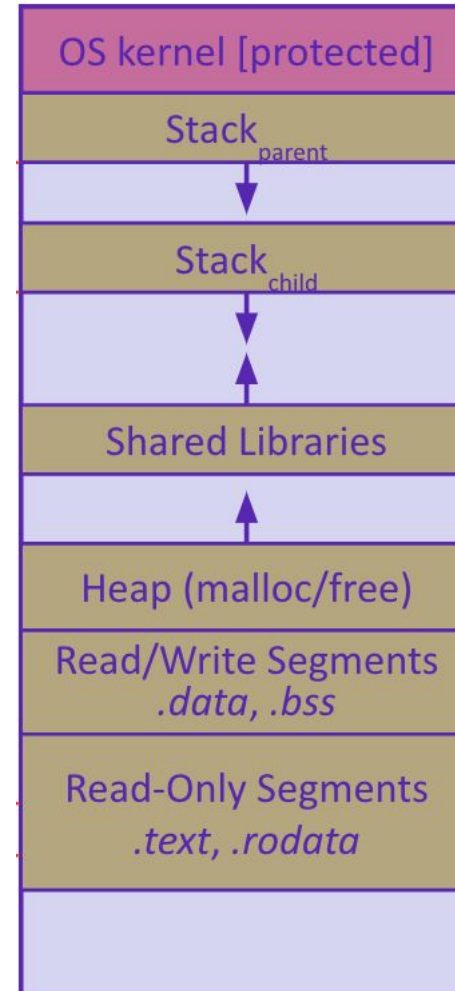 OS kernel [protected]
Stack
parent
Stack
child
Shared Libraries
Heap (malloc/free)
Read/Write Segments
.data, .bss
Read-Only Segments
.text, .rodata